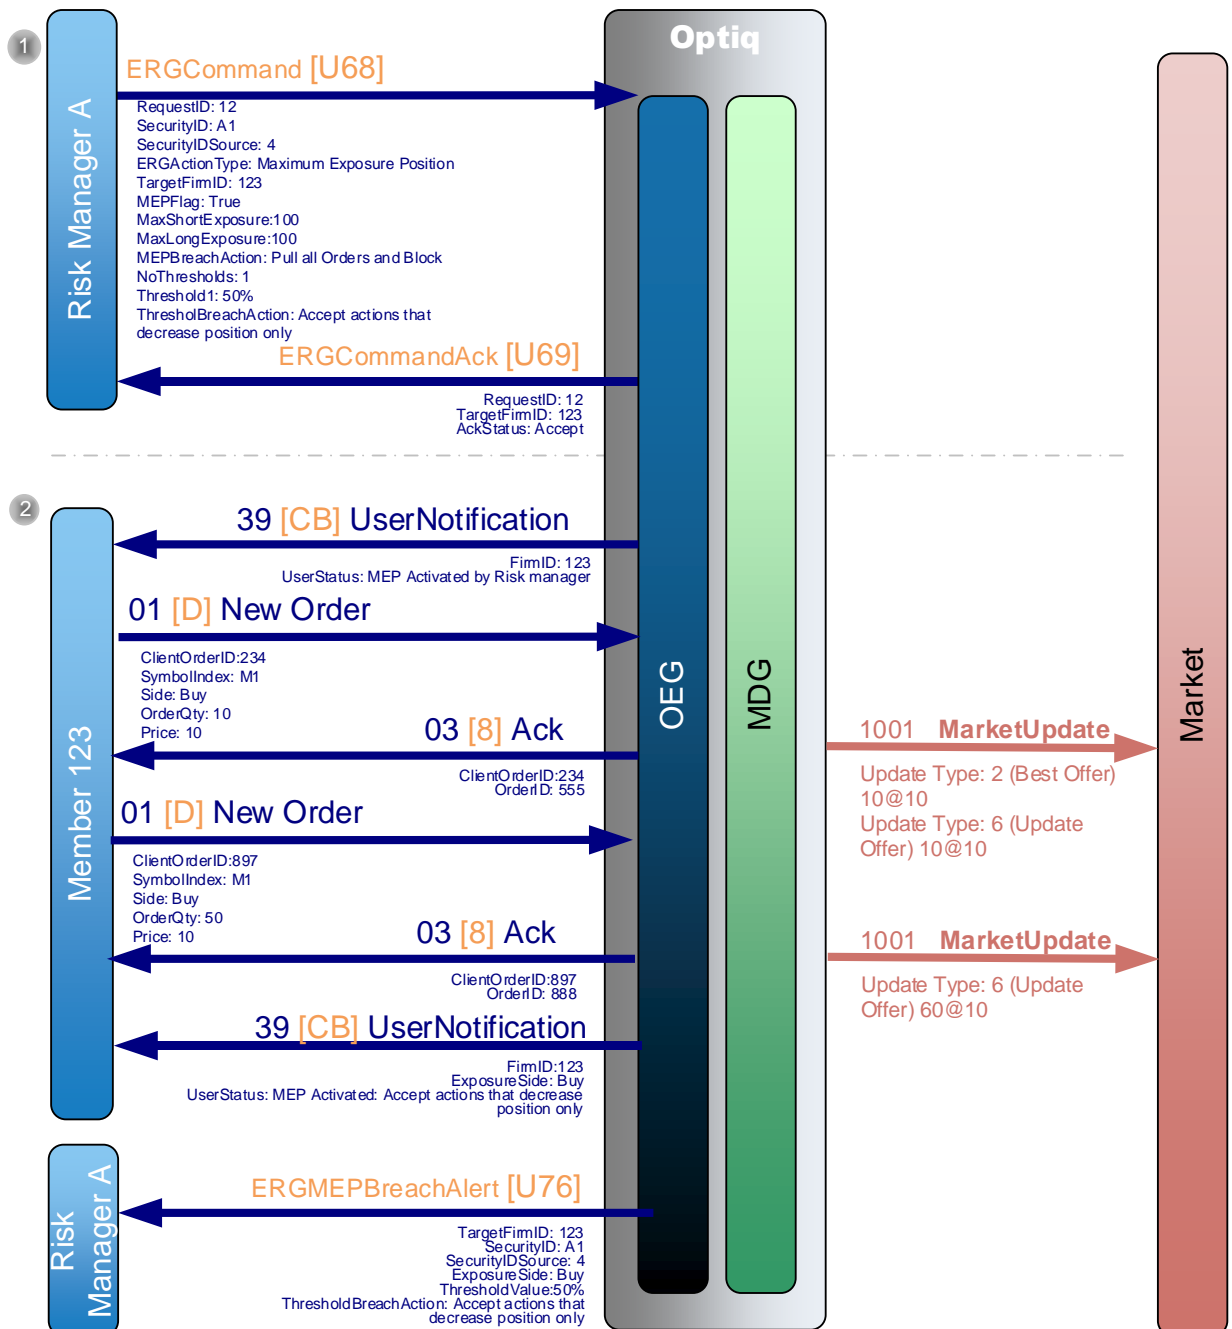 Optiq
1
Risk Manager A
ERGCommand [U68]
RequestID: 12
SecurityID: A1
SecurityIDSource: 4
ERGActionType: Maximum Exposure Position
TargetFirmID: 123
MEPFlag: True
MaxShortExposure:100
MaxLongExposure:100
MEPBreachAction: Pull all Orders and Block
NoThresholds: 1
Threshold1: 50%
ThresholBreachAction: Accept actions that
decrease position only
ERGCommandAck [U69]
RequestID: 12
TargetFirmID: 123
AckStatus: Accept
OEG
MDG
Market
2
Member 123
39 [CB] UserNotification
FirmID: 123
UserStatus: MEP Activated by Risk manager
01 [D] New Order
ClientOrderID:234
SymbolIndex: M1
Side: Buy
OrderQty: 10
Price: 10
03 [8] Ack
ClientOrderID:234
OrderID: 555
1001 MarketUpdate
Update Type: 2 (Best Offer)
10@10
Update Type: 6 (Update
Offer) 10@10
01 [D] New Order
ClientOrderID:897
SymbolIndex: M1
Side: Buy
OrderQty: 50
Price: 10
03 [8] Ack
ClientOrderID:897
OrderID: 888
1001 MarketUpdate
Update Type: 6 (Update
Offer) 60@10
39 [CB] UserNotification
FirmID:123
ExposureSide: Buy
UserStatus: MEP Activated: Accept actions that decrease
position only
Risk
Manager A
ERGMEPBreachAlert [U76]
TargetFirmID: 123
SecurityID: A1
SecurityIDSource: 4
ExposureSide: Buy
ThresholdValue:50%
ThresholdBreachAction: Accept actions that
decrease position only